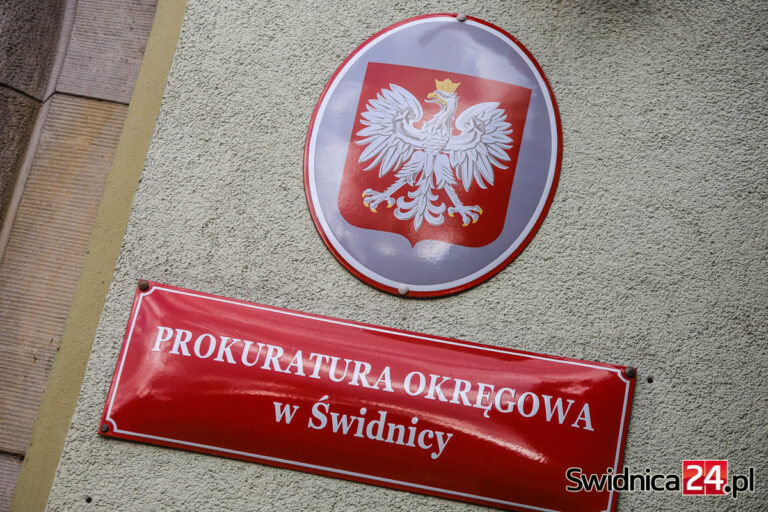 PROKURATURA OKRĘGOWA
w Świdnicy
Swidnica24.pl